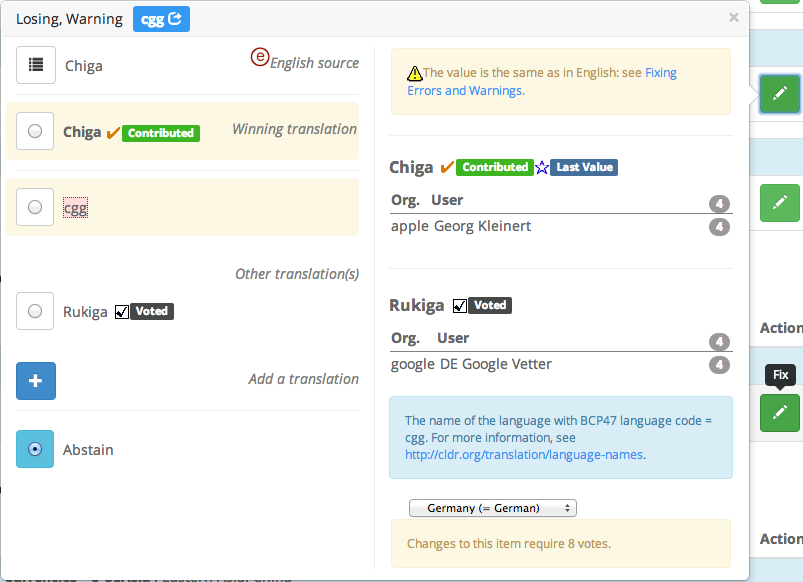 Losing, Warning cgg
×
Chiga
e English source
Chiga Contributed Winning translation
cgg
Other translation(s)
Rukiga Voted
+ Add a translation
Abstain
The value is the same as in English: see Fixing
Errors and Warnings.
Chiga Contributed Last Value
Org. User 4
apple Georg Kleinert 4
Rukiga Voted
Org. User 4
google DE Google Vetter 4
The name of the language with BCP47 language code =
cgg. For more information, see
http://cldr.org/translation/language-names.
Germany (= German)
Changes to this item require 8 votes.
Action
Fix
Action